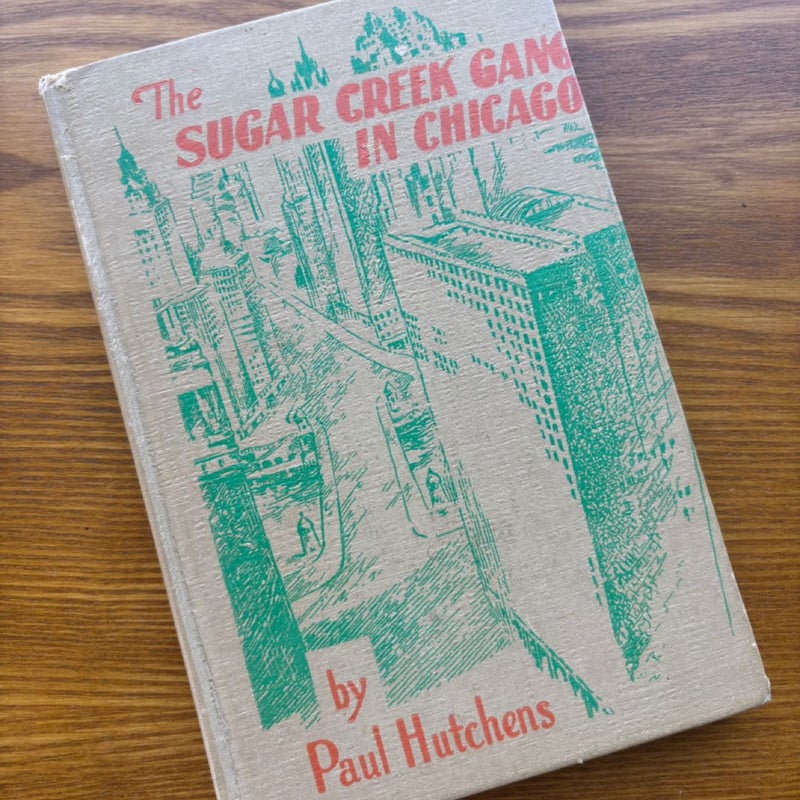 The
SUGAR CREEK GANG
IN CHICAGO
by
Paul Hutchens